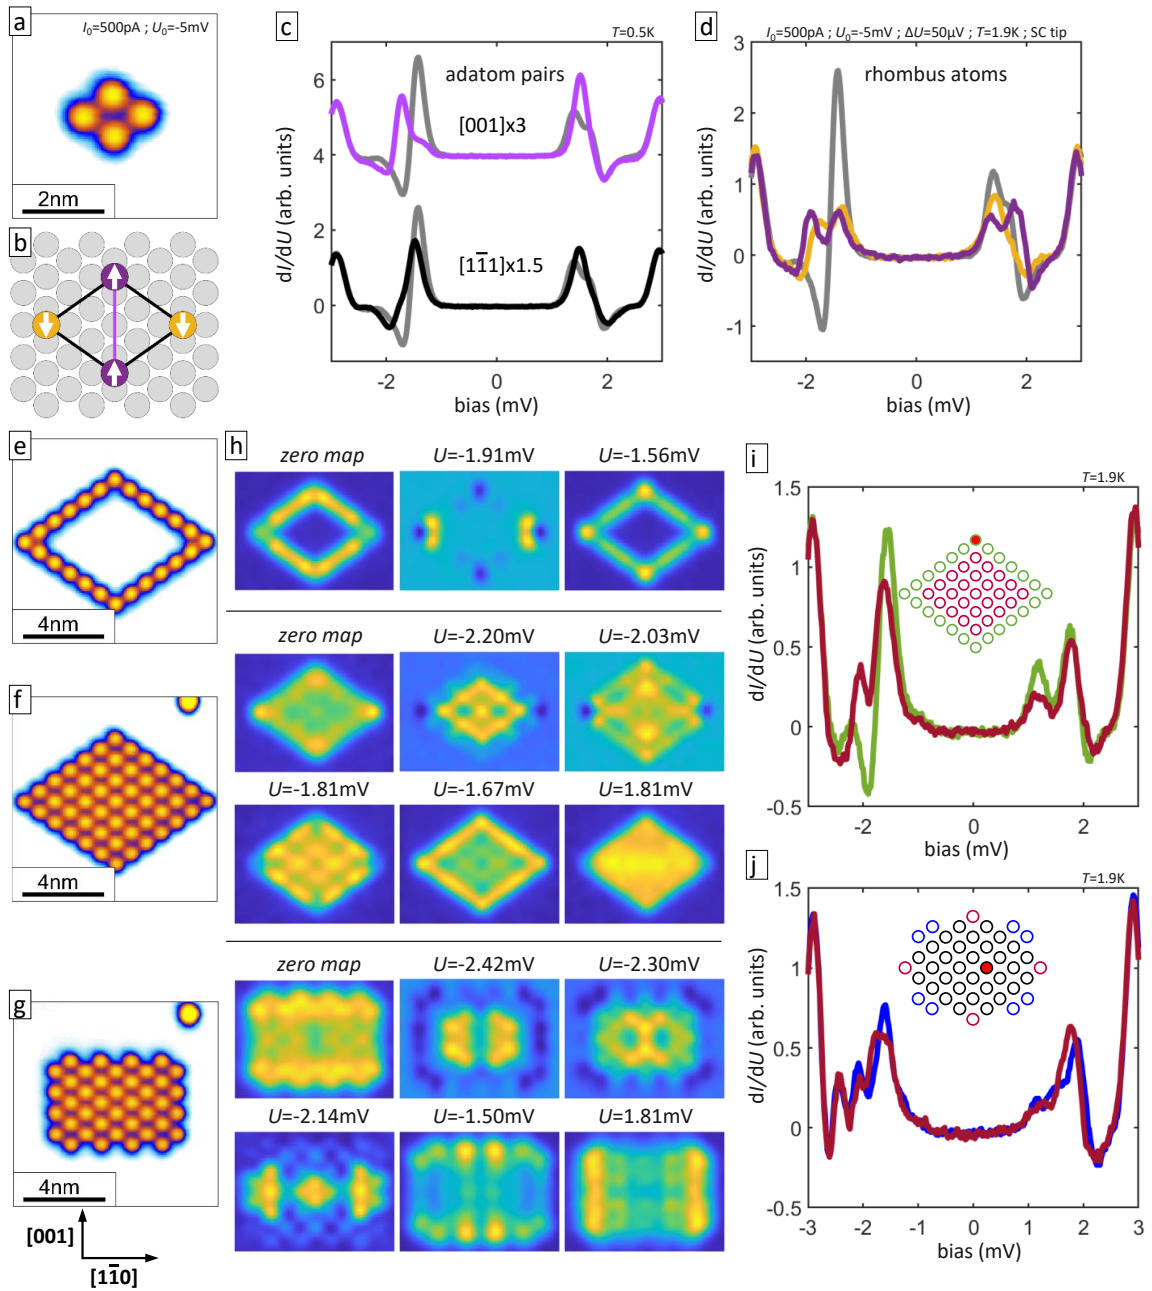 a
I₀=500pA ; U₀=-5mV
2nm
b
c
T=0.5K
adatom pairs
[001]x3
[11̅1]x1.5
6
4
2
0
-2
0
2
dI/dU (arb. units)
bias (mV)
d
I₀=500pA ; U₀=-5mV ; ΔU=50µV ; T=1.9K ; SC tip
rhombus atoms
3
2
1
0
-1
-2
0
2
dI/dU (arb. units)
bias (mV)
e
4nm
f
4nm
g
4nm
[001]
[11̅0]
h
zero map
U=-1.91mV
U=-1.56mV
zero map
U=-2.20mV
U=-2.03mV
U=-1.81mV
U=-1.67mV
U=1.81mV
zero map
U=-2.42mV
U=-2.30mV
U=-2.14mV
U=-1.50mV
U=1.81mV
i
T=1.9K
1.5
1
0.5
0
-0.5
-2
0
2
dI/dU (arb. units)
bias (mV)
j
T=1.9K
1.5
1
0.5
0
-0.5
-3
-2
-1
0
1
2
3
dI/dU (arb. units)
bias (mV)